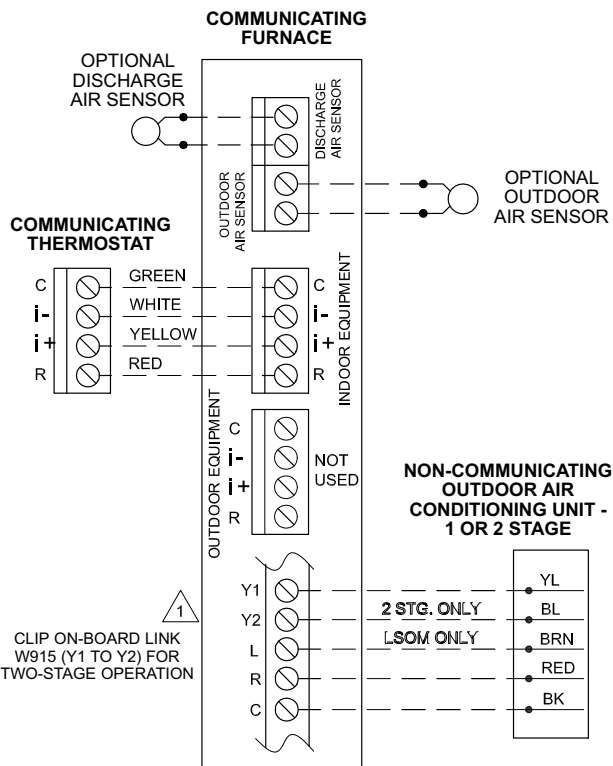 COMMUNICATING
FURNACE
OPTIONAL
DISCHARGE
AIR SENSOR
DISCHARGE
AIR SENSOR
OUTDOOR
AIR SENSOR
OPTIONAL
OUTDOOR
AIR SENSOR
COMMUNICATING
THERMOSTAT
C GREEN C
i- WHITE i-
i+ YELLOW i+
R RED R
INDOOR EQUIPMENT
OUTDOOR EQUIPMENT
C
i-
i+
R
NOT
USED
NON-COMMUNICATING
OUTDOOR AIR
CONDITIONING UNIT -
1 OR 2 STAGE
1
CLIP ON-BOARD LINK
W915 (Y1 TO Y2) FOR
TWO-STAGE OPERATION
Y1 YL
Y2 2 STG. ONLY BL
L LSOM ONLY BRN
R RED
C BK